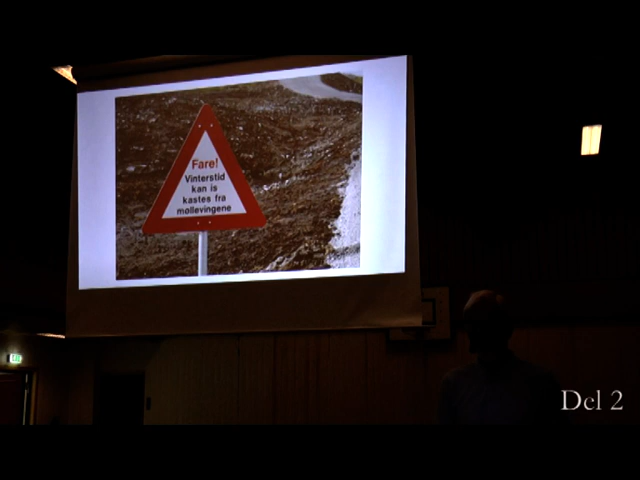 Fare!
Vinterstid
kan is
kastes fra
møllevingene
Del 2